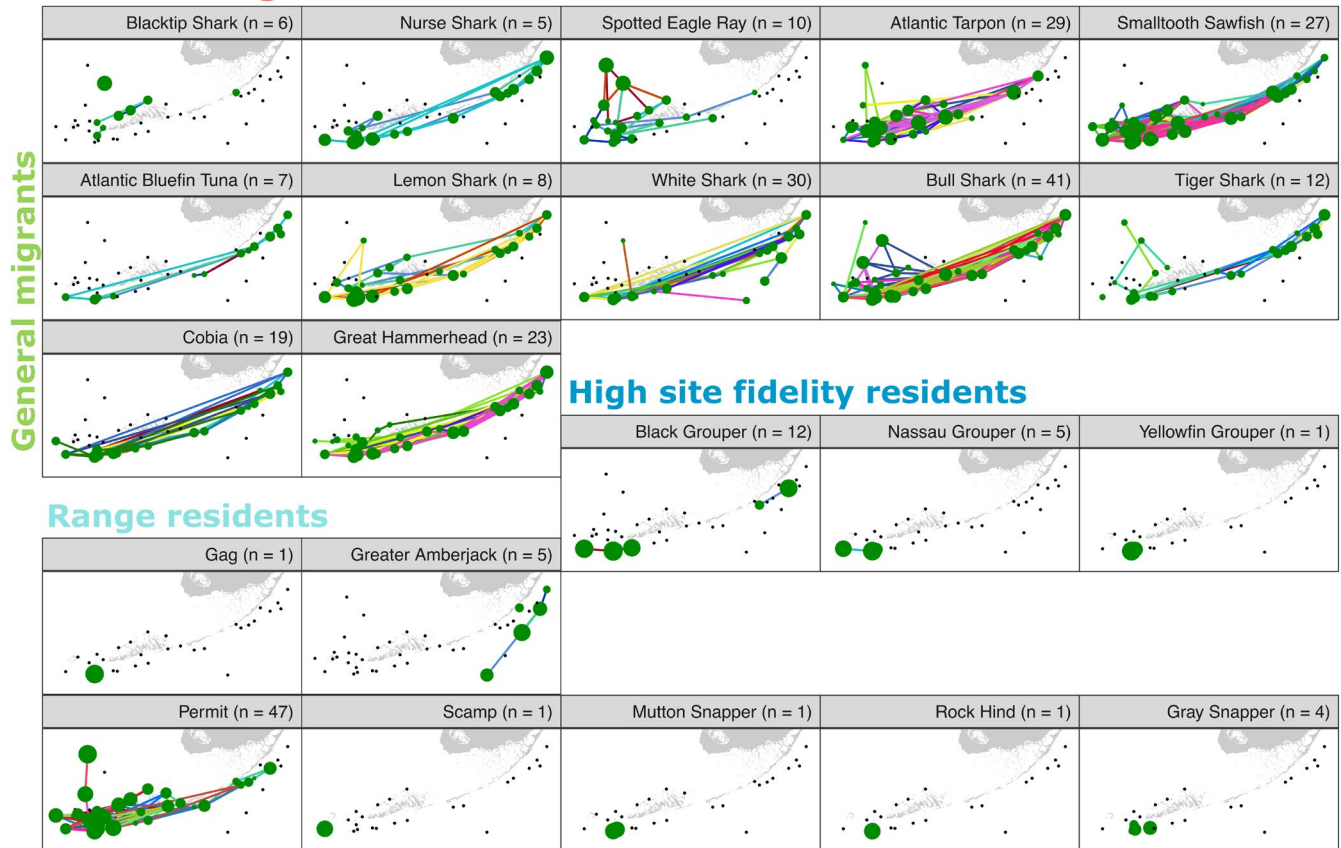 Blacktip Shark (n = 6)
Nurse Shark (n = 5)
Spotted Eagle Ray (n = 10)
Atlantic Tarpon (n = 29)
Smalltooth Sawfish (n = 27)
General migrants
Atlantic Bluefin Tuna (n = 7)
Lemon Shark (n = 8)
White Shark (n = 30)
Bull Shark (n = 41)
Tiger Shark (n = 12)
Cobia (n = 19)
Great Hammerhead (n = 23)
High site fidelity residents
Black Grouper (n = 12)
Nassau Grouper (n = 5)
Yellowfin Grouper (n = 1)
Range residents
Gag (n = 1)
Greater Amberjack (n = 5)
Permit (n = 47)
Scamp (n = 1)
Mutton Snapper (n = 1)
Rock Hind (n = 1)
Gray Snapper (n = 4)